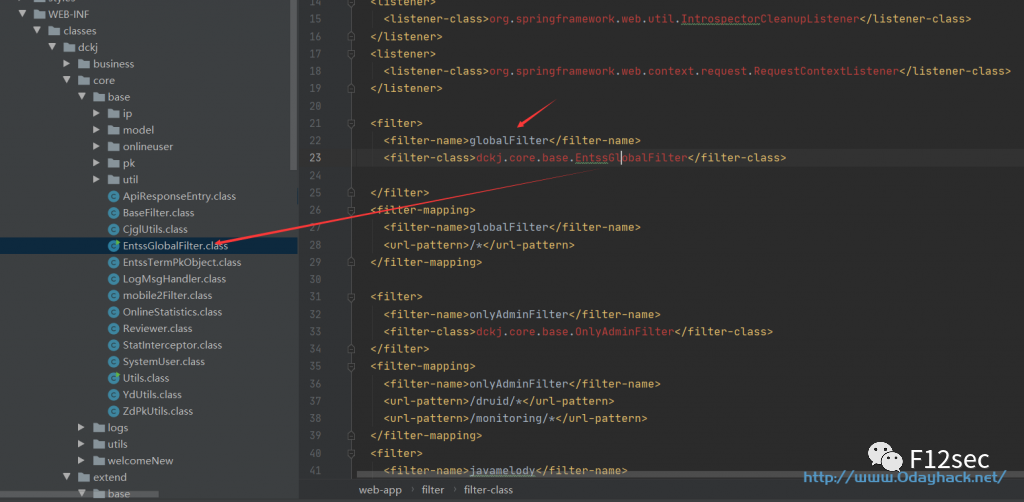 styles
WEB-INF
classes
dckj
business
core
base
ip
model
onlineuser
pk
util
ApiResponseEntry.class
BaseFilter.class
CjglUtils.class
EntssGlobalFilter.class
EntssTermPkObject.class
LogMsgHandler.class
mobile2Filter.class
OnlineStatistics.class
Reviewer.class
StatInterceptor.class
SystemUser.class
Utils.class
YdUtils.class
ZdPkUtils.class
logs
utils
welcomeNew
extend
base
14 <listener>
15 <listener-class>org.springframework.web.util.IntrospectorCleanupListener</listener-class>
16 </listener>
17 <listener>
18 <listener-class>org.springframework.web.context.request.RequestContextListener</listener-class>
19 </listener>
20
21 <filter>
22 <filter-name>globalFilter</filter-name>
23 <filter-class>dckj.core.base.EntssGlobalFilter</filter-class>
24
25 </filter>
26 <filter-mapping>
27 <filter-name>globalFilter</filter-name>
28 <url-pattern>/*</url-pattern>
29 </filter-mapping>
30
31 <filter>
32 <filter-name>onlyAdminFilter</filter-name>
33 <filter-class>dckj.core.base.OnlyAdminFilter</filter-class>
34 </filter>
35 <filter-mapping>
36 <filter-name>onlyAdminFilter</filter-name>
37 <url-pattern>/druid/*</url-pattern>
38 <url-pattern>/monitoring/*</url-pattern>
39 </filter-mapping>
40 <filter>
41 <filter-name>javamelody</filter-name>
web-app › filter › filter-class
F12sec
http://www.0dayhack.net/